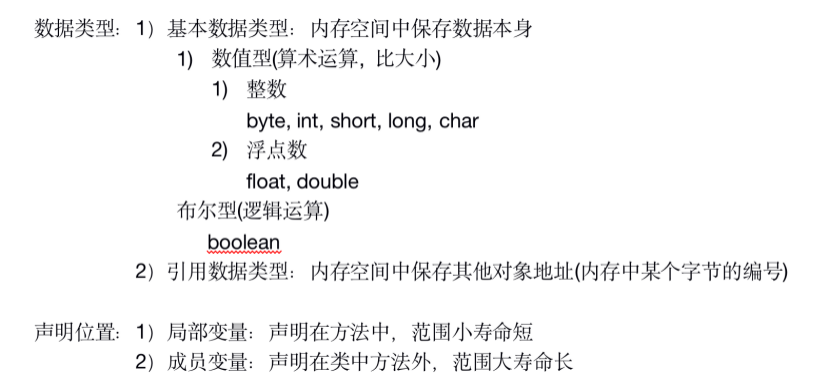 数据类型：1）基本数据类型：内存空间中保存数据本身
1) 数值型(算术运算，比大小)
1) 整数
byte, int, short, long, char
2) 浮点数
float, double
布尔型(逻辑运算)
boolean
2）引用数据类型：内存空间中保存其他对象地址(内存中某个字节的编号)
声明位置：1）局部变量：声明在方法中，范围小寿命短
2）成员变量：声明在类中方法外，范围大寿命长